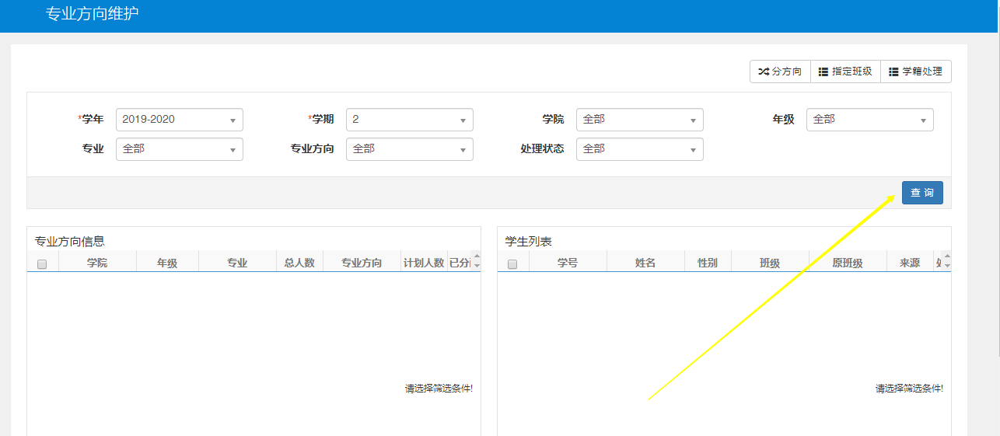 专业方向维护
分方向 指定班级 学籍处理
*学年 2019-2020 *学期 2 学院 全部 年级 全部
专业 全部 专业方向 全部 处理状态 全部
查 询
专业方向信息
学院 年级 专业 总人数 专业方向 计划人数 已分
请选择筛选条件!
学生列表
学号 姓名 性别 班级 原班级 来源
请选择筛选条件!